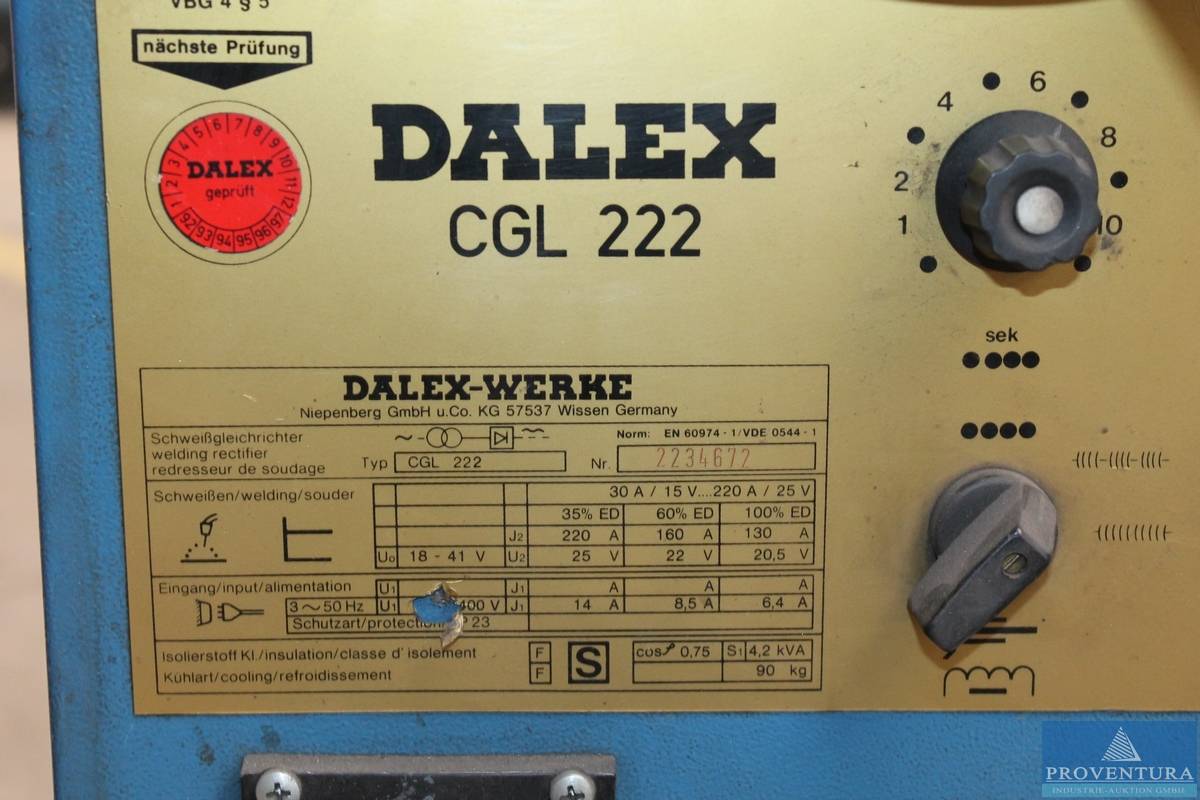 VBG 4 § 5
nächste Prüfung
1 2 3 4 5 6 7 8 9 10 11 12
DALEX
geprüft
92 93 94 95 96 97
DALEX
CGL 222
1 2 4 6 8 10
sek
DALEX-WERKE
Niepenberg GmbH u.Co. KG 57537 Wissen Germany
Schweißgleichrichter
welding rectifier
redresseur de soudage
Typ CGL 222
Norm: EN 60974-1/VDE 0544-1
Nr. 2234672
Schweißen/welding/souder
30 A / 15 V....220 A / 25 V
35% ED 60% ED 100% ED
J2 220 A 160 A 130 A
U0 18 - 41 V U2 25 V 22 V 20,5 V
Eingang/input/alimentation U1 J1 A A A
3~50 Hz U1 400 V J1 14 A 8,5 A 6,4 A
Schutzart/protection 23
Isolierstoff Kl./insulation/classe d'isolement F
Kühlart/cooling/refroidissement F
S
cosφ 0,75 S1 4,2 kVA
90 kg
PROVENTURA
INDUSTRIE-AUKTION GMBH